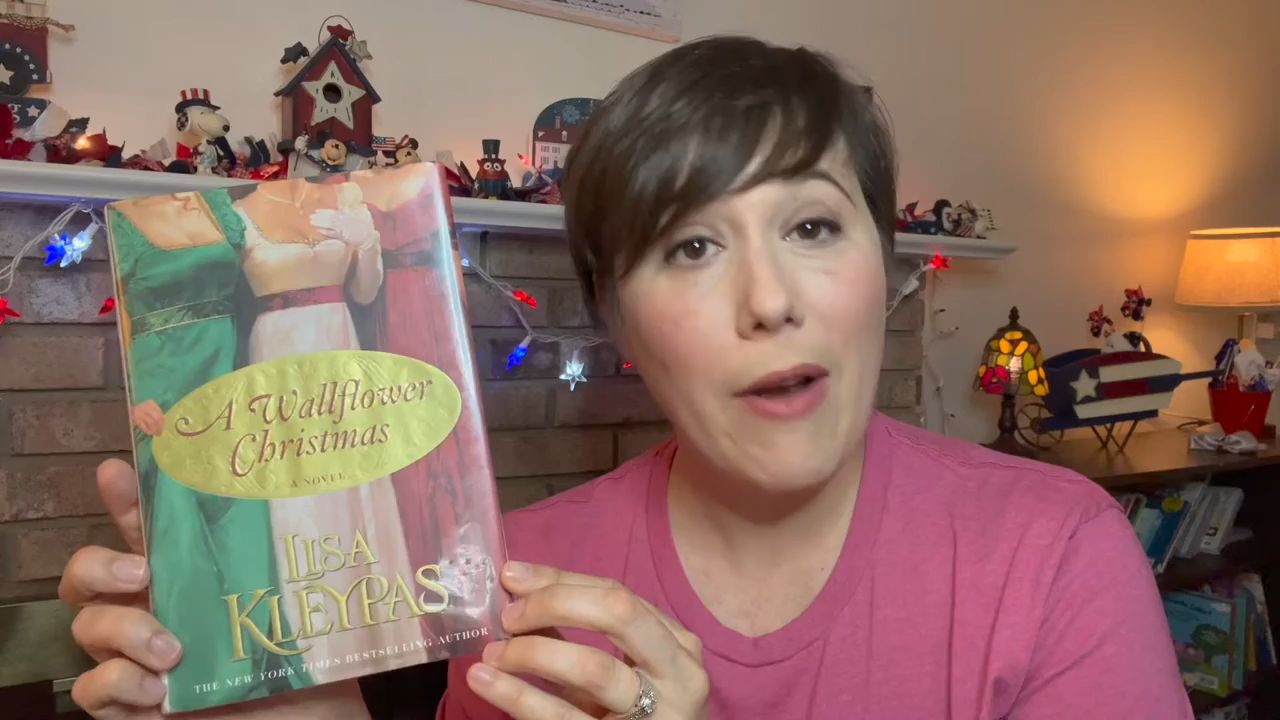 A Wallflower
Christmas
A NOVEL
LISA
KLEYPAS
THE NEW YORK TIMES BESTSELLING AUTHOR